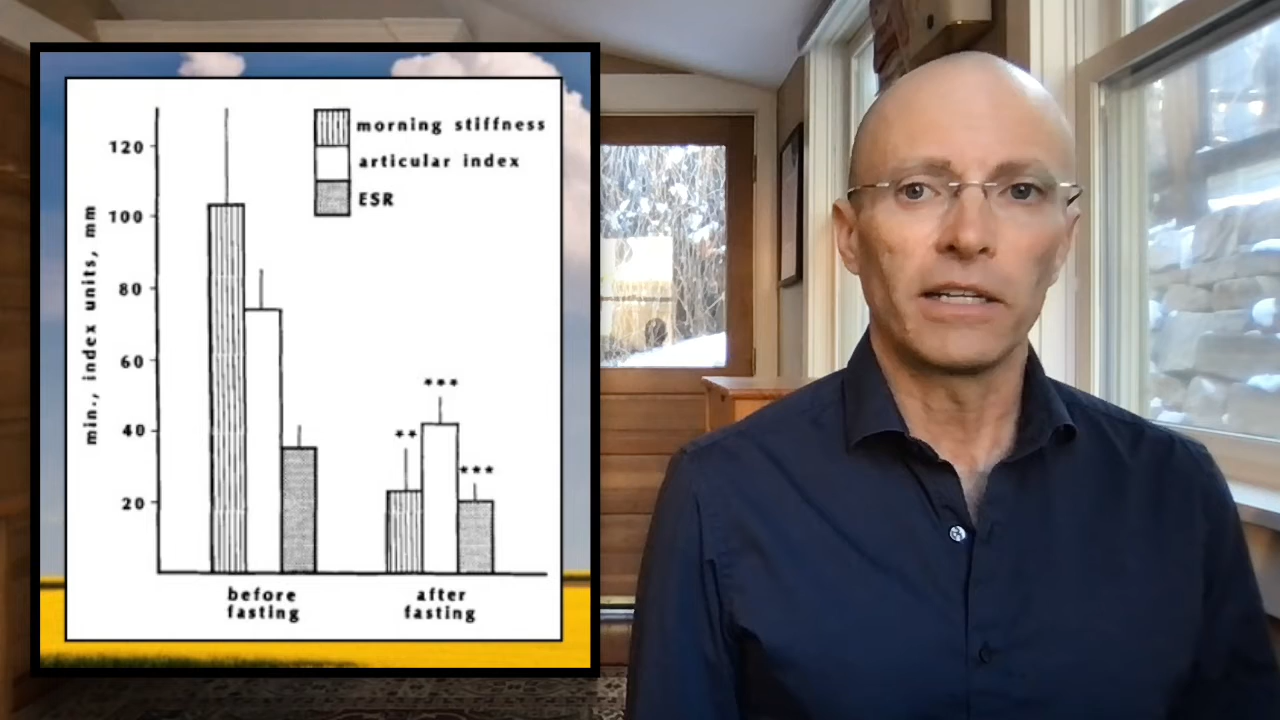 morning stiffness
articular index
ESR
min., index units, mm
120
100
80
60
40
20
**
***
***
before
fasting
after
fasting